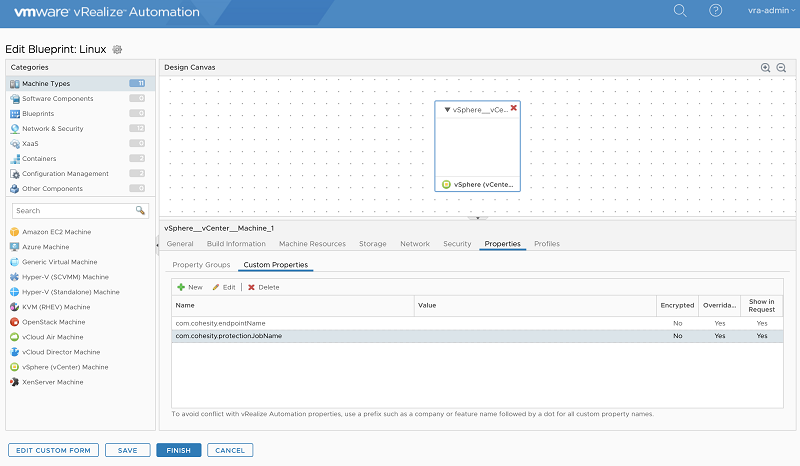 vmware vRealize™ Automation
vra-admin
Edit Blueprint: Linux
Categories
Machine Types 11
Software Components 0
Blueprints 0
Network & Security 12
XaaS 0
Containers 2
Configuration Management 2
Other Components 0
Search
Amazon EC2 Machine
Azure Machine
Generic Virtual Machine
Hyper-V (SCVMM) Machine
Hyper-V (Standalone) Machine
KVM (RHEV) Machine
OpenStack Machine
vCloud Air Machine
vCloud Director Machine
vSphere (vCenter) Machine
XenServer Machine
Design Canvas
vSphere__vCe...
vSphere (vCente...
vSphere__vCenter__Machine_1
General Build Information Machine Resources Storage Network Security Properties Profiles
Property Groups Custom Properties
New Edit Delete
Name Value Encrypted Overrida... Show in
Request
com.cohesity.endpointName No Yes Yes
com.cohesity.protectionJobName No Yes Yes
To avoid conflict with vRealize Automation properties, use a prefix such as a company or feature name followed by a dot for all custom property names.
EDIT CUSTOM FORM SAVE FINISH CANCEL